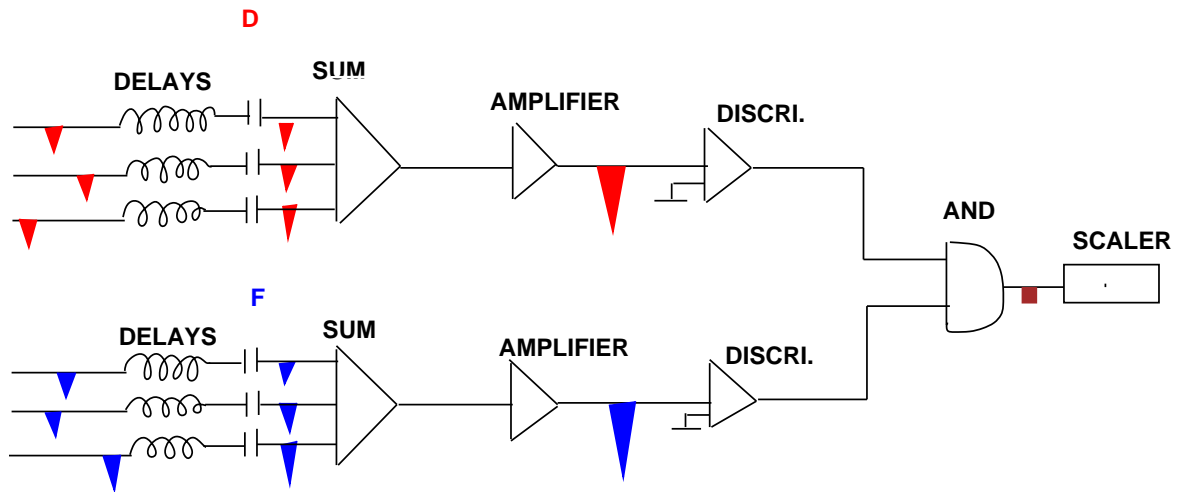 D
DELAYS
SUM
AMPLIFIER
DISCRI.
AND
SCALER
F
DELAYS
SUM
AMPLIFIER
DISCRI.